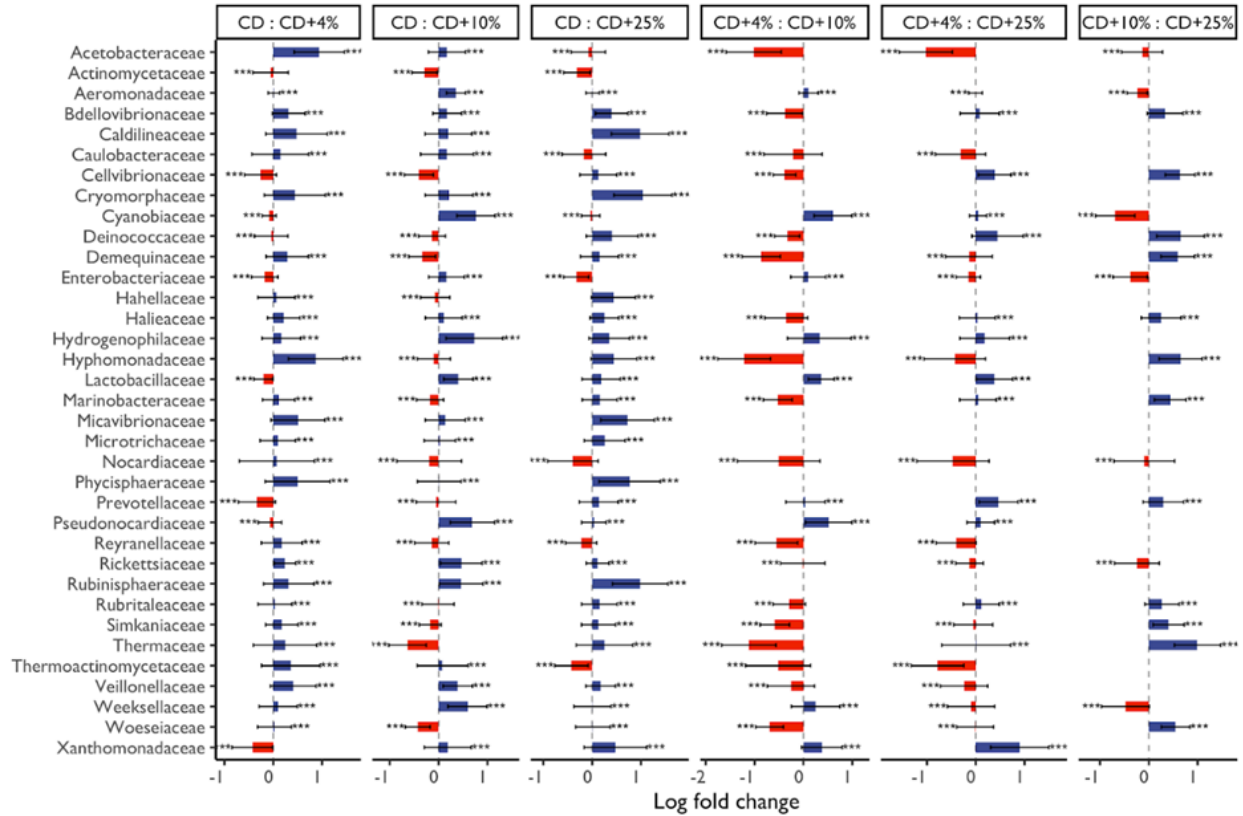 CD : CD+4% CD : CD+10% CD : CD+25% CD+4% : CD+10% CD+4% : CD+25% CD+10% : CD+25%
Acetobacteraceae *** *** *** *** *** ***
Actinomycetaceae *** *** ***
Aeromonadaceae *** *** *** *** *** ***
Bdellovibrionaceae *** *** *** *** *** ***
Caldilineaceae *** *** ***
Caulobacteraceae *** *** *** *** ***
Cellvibrionaceae *** *** *** *** *** ***
Cryomorphaceae *** *** ***
Cyanobiaceae *** *** *** *** *** ***
Deinococcaceae *** *** *** *** *** ***
Demequinaceae *** *** *** *** *** ***
Enterobacteriaceae *** *** *** *** *** ***
Hahellaceae *** *** ***
Halieaceae *** *** *** *** *** ***
Hydrogenophilaceae *** *** *** *** ***
Hyphomonadaceae *** *** *** *** *** ***
Lactobacillaceae *** *** *** *** ***
Marinobacteraceae *** *** *** *** *** ***
Micavibrionaceae *** *** ***
Microtrichaceae *** *** ***
Nocardiaceae *** *** *** *** *** ***
Phycisphaeraceae *** *** ***
Prevotellaceae *** *** *** *** *** ***
Pseudonocardiaceae *** *** *** *** ***
Reyranellaceae *** *** *** *** ***
Rickettsiaceae *** *** *** *** *** ***
Rubinisphaeraceae *** *** ***
Rubritaleaceae *** *** *** *** *** ***
Simkaniaceae *** *** *** *** *** ***
Thermaceae *** *** *** *** *** ***
Thermoactinomycetaceae *** *** *** *** ***
Veillonellaceae *** *** *** *** ***
Weeksellaceae *** *** *** *** *** ***
Woeseiaceae *** *** *** *** *** ***
Xanthomonadaceae ** *** *** *** ***
-1 0 1 -1 0 1 -1 0 1 -2 -1 0 1 -2 -1 0 1 -1 0 1
Log fold change